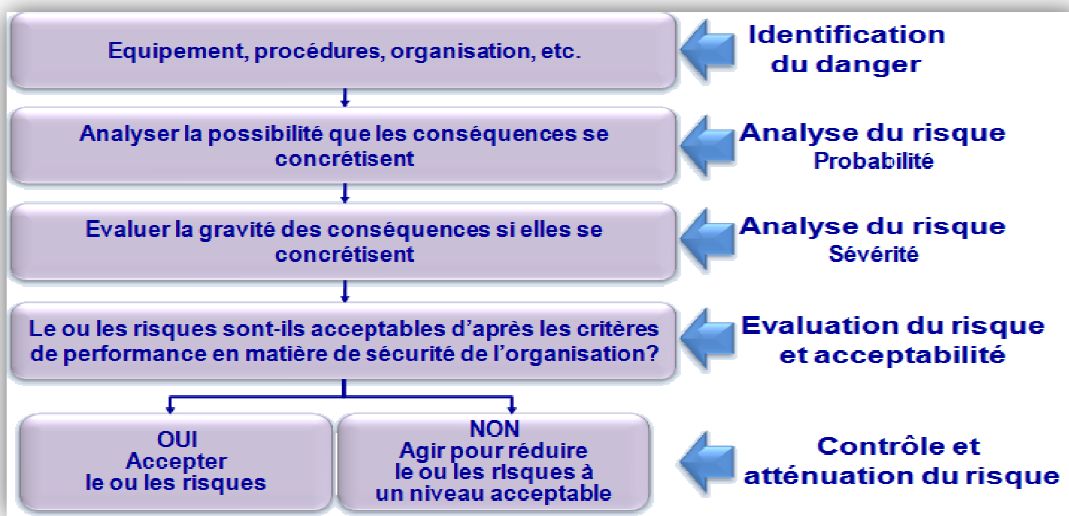 Equipement, procédures, organisation, etc.
Identification
du danger
Analyser la possibilité que les conséquences se
concrétisent
Analyse du risque
Probabilité
Evaluer la gravité des conséquences si elles se
concrétisent
Analyse du risque
Sévérité
Le ou les risques sont-ils acceptables d'après les critères
de performance en matière de sécurité de l'organisation?
Evaluation du risque
et acceptabilité
OUI
Accepter
le ou les risques
NON
Agir pour réduire
le ou les risques à
un niveau acceptable
Contrôle et
atténuation du risque